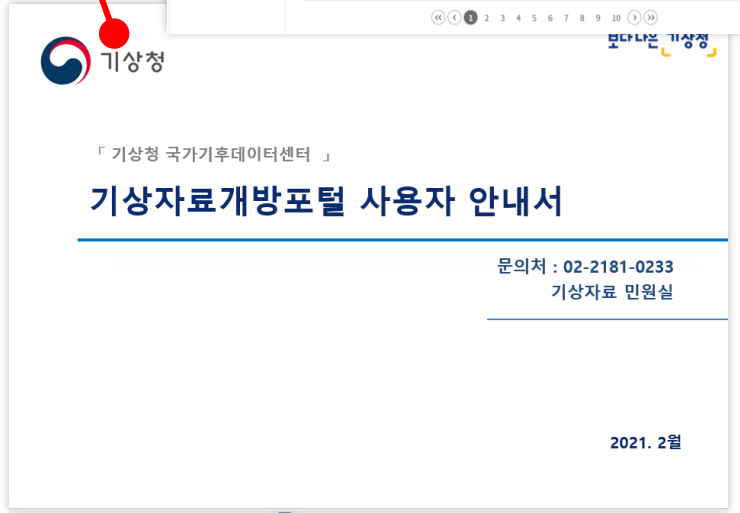 1 2 3 4 5 6 7 8 9 10
보다 나은 기상청
기상청
「 기상청 국가기후데이터센터 」
기상자료개방포털 사용자 안내서
문의처 : 02-2181-0233
기상자료 민원실
2021. 2월